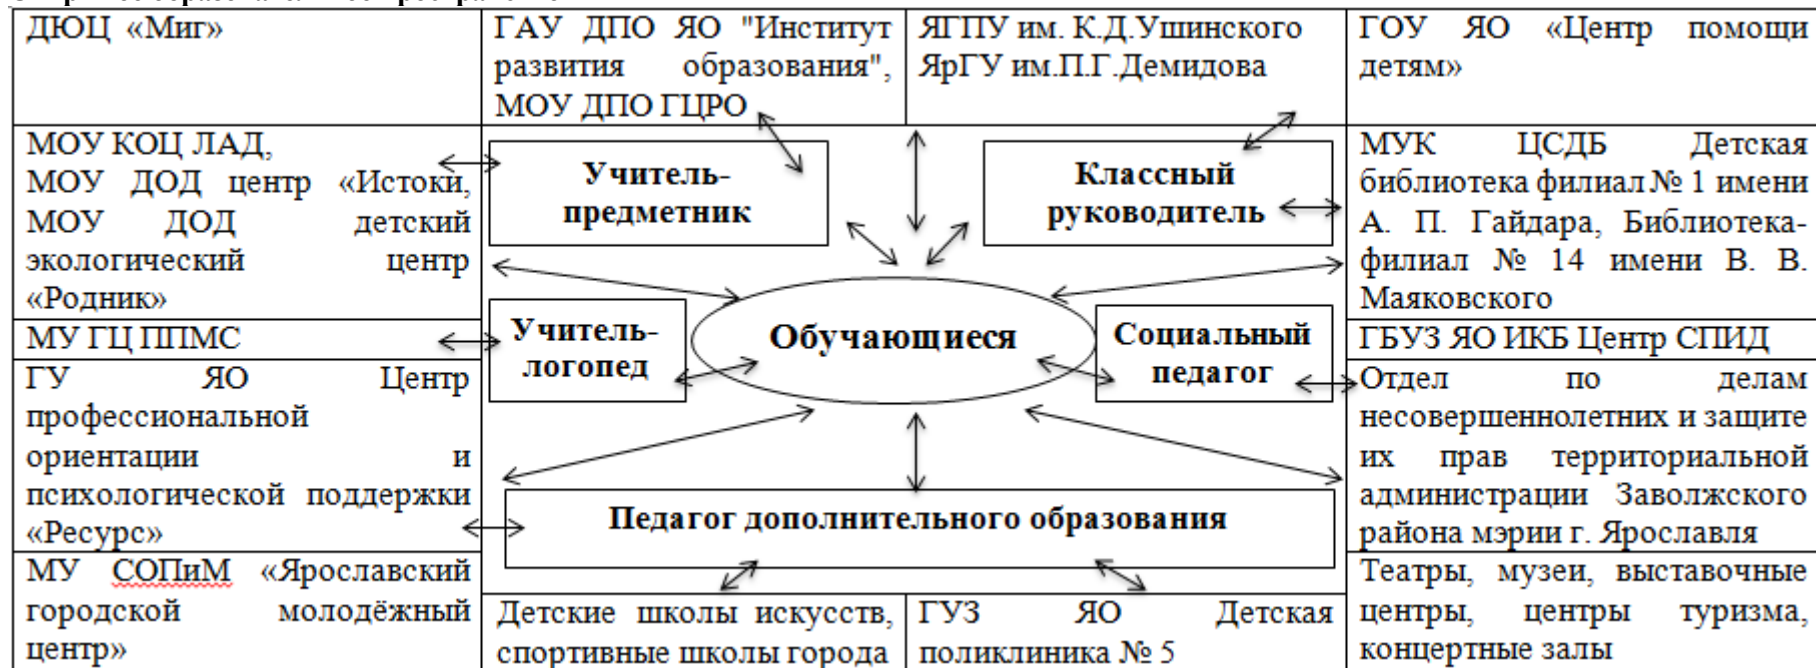 ДЮЦ «Миг»
ГАУ ДПО ЯО "Институт
развития образования",
МОУ ДПО ГЦРО
ЯГПУ им. К.Д.Ушинского
ЯрГУ им.П.Г.Демидова
ГОУ ЯО «Центр помощи
детям»
МОУ КОЦ ЛАД,
МОУ ДОД центр «Истоки,
МОУ ДОД детский
экологический центр
«Родник»
Учитель-
предметник
Классный
руководитель
МУК ЦСДБ Детская
библиотека филиал № 1 имени
А. П. Гайдара, Библиотека-
филиал № 14 имени В. В.
Маяковского
МУ ГЦ ППМС
Учитель-
логопед
Обучающиеся
Социальный
педагог
ГБУЗ ЯО ИКБ Центр СПИД
ГУ ЯО Центр
профессиональной
ориентации и
психологической поддержки
«Ресурс»
Отдел по делам
несовершеннолетних и защите
их прав территориальной
администрации Заволжского
района мэрии г. Ярославля
Педагог дополнительного образования
МУ СОПиМ «Ярославский
городской молодёжный
центр»
Детские школы искусств,
спортивные школы города
ГУЗ ЯО Детская
поликлиника № 5
Театры, музеи, выставочные
центры, центры туризма,
концертные залы